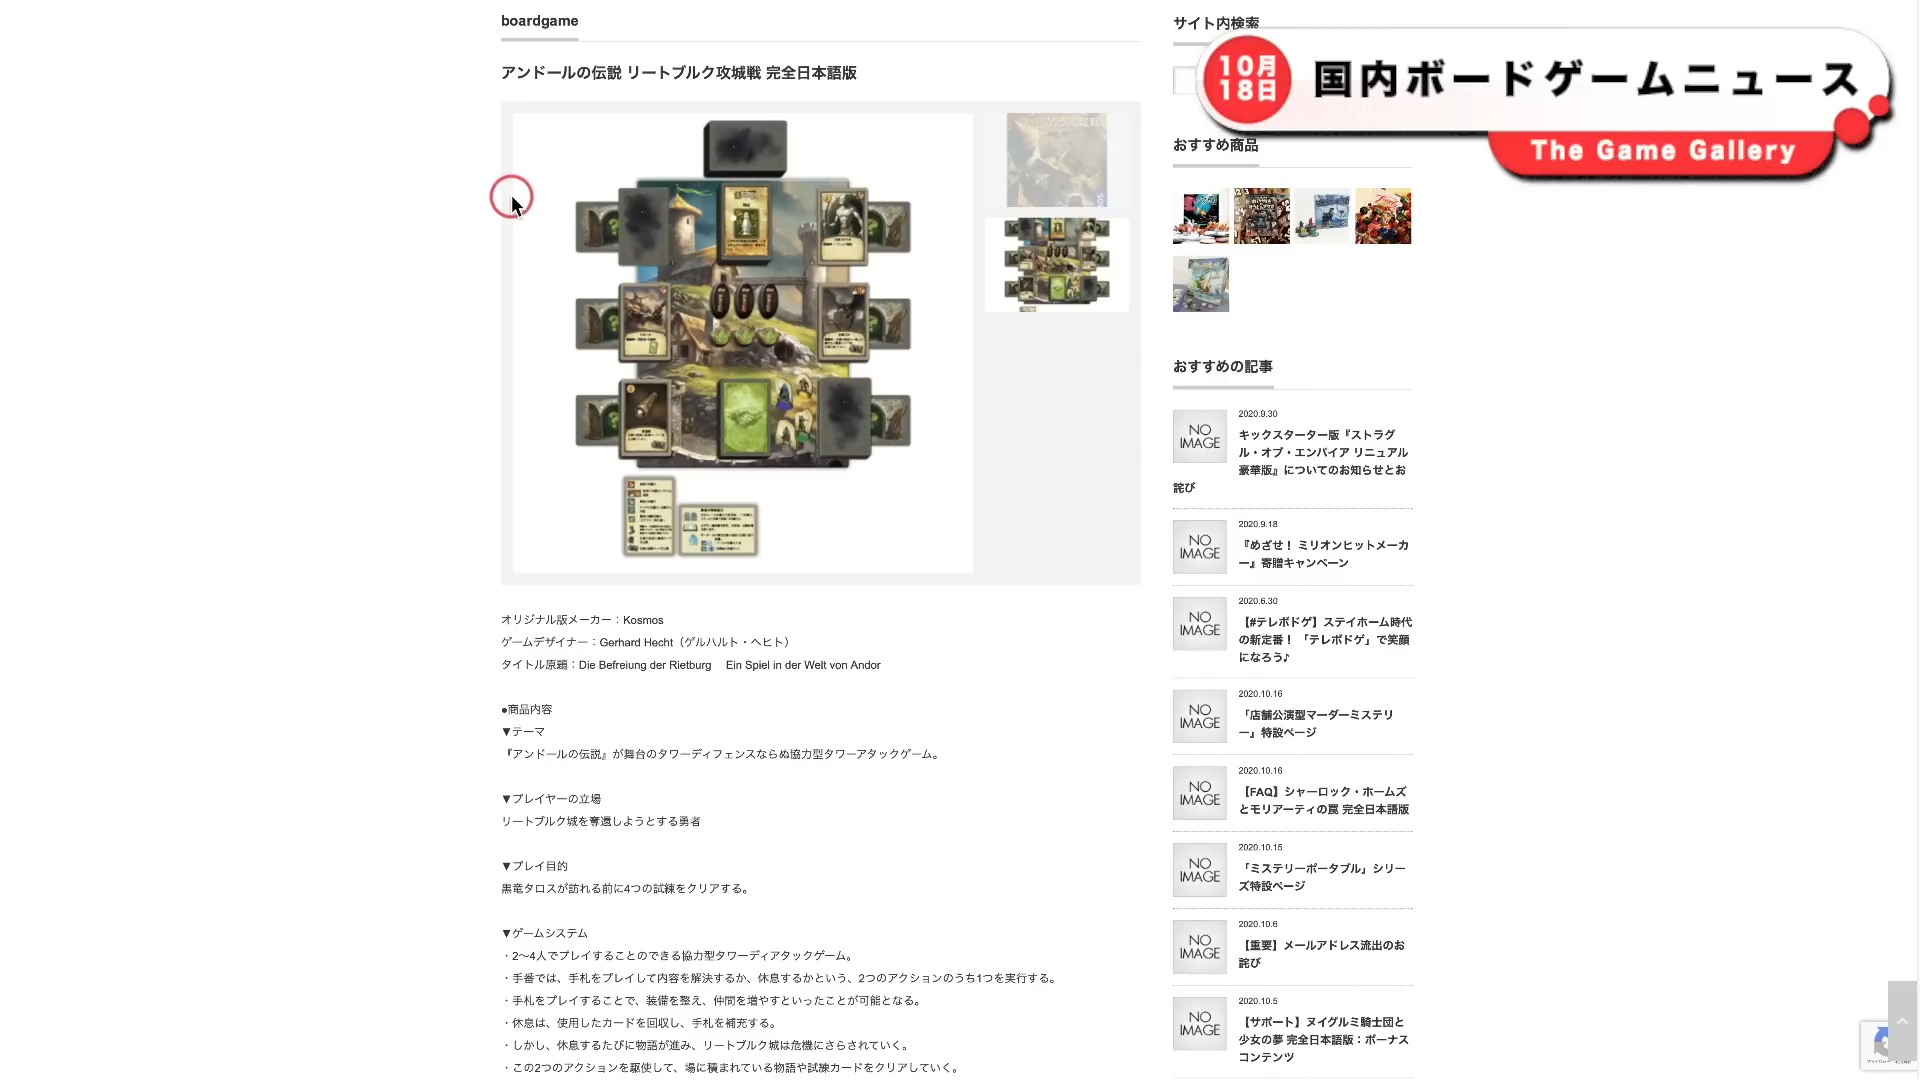 boardgame
アンドールの伝説 リートブルク攻城戦 完全日本語版
オリジナル版メーカー：Kosmos
ゲームデザイナー：Gerhard Hecht（ゲルハルト・ヘヒト）
タイトル原題：Die Befreiung der Rietburg　Ein Spiel in der Welt von Andor
●商品内容
▼テーマ
『アンドールの伝説』が舞台のタワーディフェンスならぬ協力型タワーアタックゲーム。
▼プレイヤーの立場
リートブルク城を奪還しようとする勇者
▼プレイ目的
黒竜タロスが訪れる前に4つの試練をクリアする。
▼ゲームシステム
・2〜4人でプレイすることのできる協力型タワーディアタックゲーム。
・手番では、手札をプレイして内容を解決するか、休息するかという、2つのアクションのうち1つを実行する。
・手札をプレイすることで、装備を整え、仲間を増やすといったことが可能となる。
・休息は、使用したカードを回収し、手札を補充する。
・しかし、休息するたびに物語が進み、リートブルク城は危機にさらされていく。
・この2つのアクションを駆使して、場に積まれている物語や試練カードをクリアしていく。
サイト内検索
10月
18日
国内ボードゲームニュース
The Game Gallery
おすすめ商品
おすすめの記事
NO
IMAGE
2020.9.30
キックスターター版『ストラグ
ル・オブ・エンパイア リニュアル
豪華版』についてのお知らせとお
詫び
NO
IMAGE
2020.9.18
『めざせ！ ミリオンヒットメーカ
ー』寄贈キャンペーン
NO
IMAGE
2020.6.30
【#テレボドゲ】ステイホーム時代
の新定番！ 「テレボドゲ」で笑顔
になろう♪
NO
IMAGE
2020.10.16
「店舗公演型マーダーミステリ
ー」特設ページ
NO
IMAGE
2020.10.16
【FAQ】シャーロック・ホームズ
とモリアーティの罠 完全日本語版
NO
IMAGE
2020.10.15
「ミステリーポータブル」シリー
ズ特設ページ
NO
IMAGE
2020.10.6
【重要】メールアドレス流出のお
詫び
NO
IMAGE
2020.10.5
【サポート】ヌイグルミ騎士団と
少女の夢 完全日本語版：ボーナス
コンテンツ